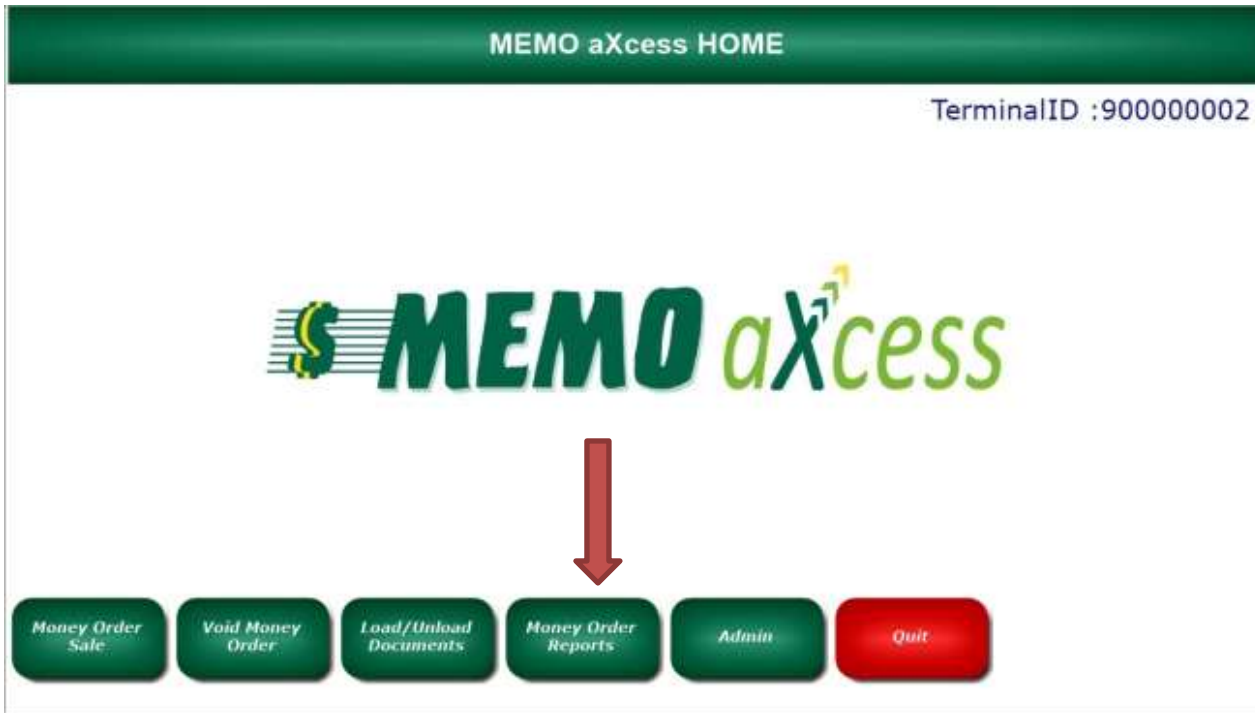 MEMO aXcess HOME
TerminalID :900000002
$ MEMO aXcess
Money Order
Sale
Void Money
Order
Load/Unload
Documents
Money Order
Reports
Admin
Quit